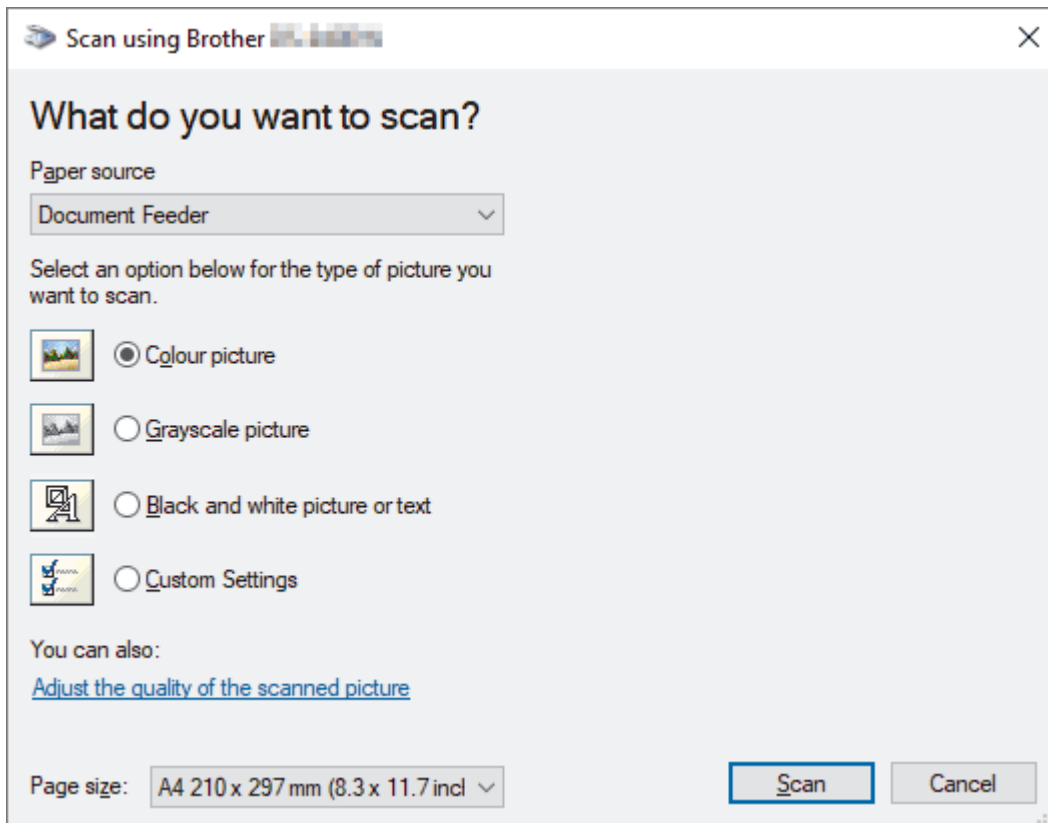 Scan using Brother
What do you want to scan?
Paper source
Document Feeder
Select an option below for the type of picture you
want to scan.
Colour picture
Grayscale picture
Black and white picture or text
Custom Settings
You can also:
Adjust the quality of the scanned picture
Page size: A4 210 x 297 mm (8.3 x 11.7 incl
Scan Cancel